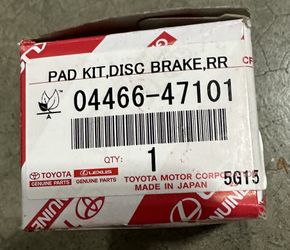 PAD KIT,DISC BRAKE,RR
04466-47101
QTY:
1
TOYOTA
GENUINE PARTS
LEXUS
GENUINE PARTS
TOYOTA MOTOR CORPOR
MADE IN JAPAN
5G15